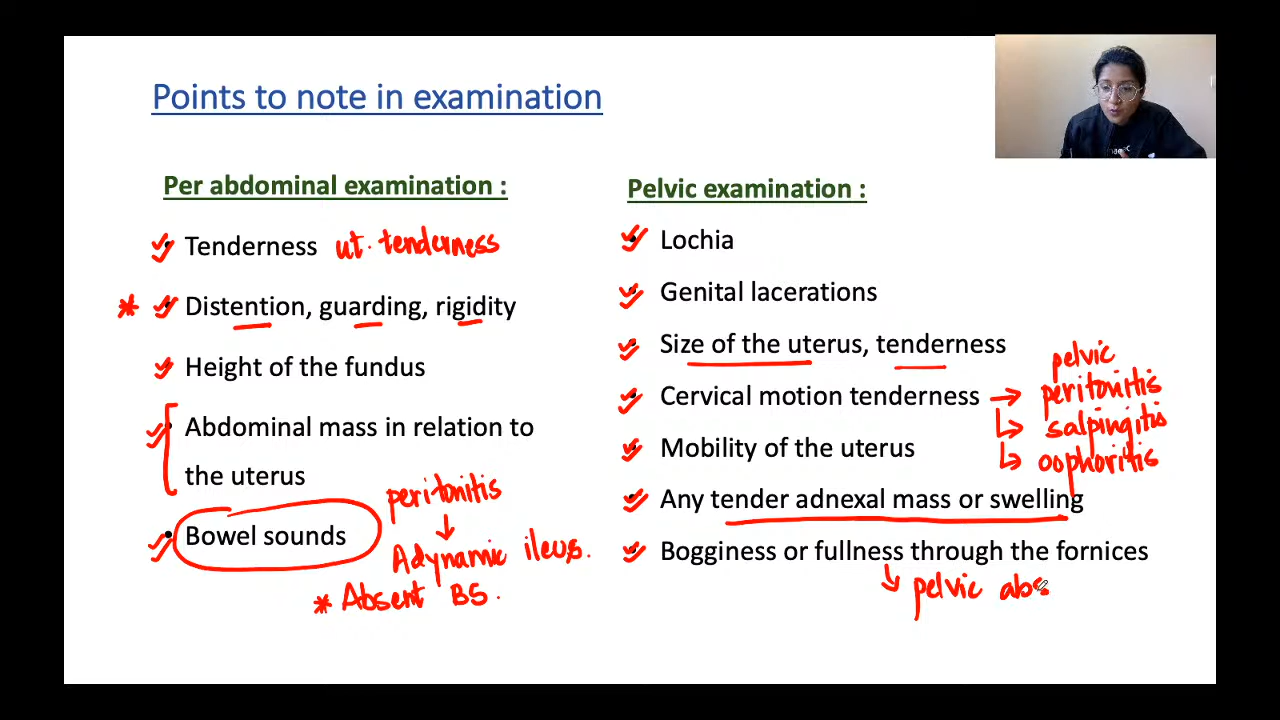 Points to note in examination
Per abdominal examination :
• Tenderness ut. tenderness
* • Distention, guarding, rigidity
• Height of the fundus
• Abdominal mass in relation to
the uterus
• Bowel sounds
peritonitis
Adynamic ileus.
* Absent BS.
Pelvic examination :
• Lochia
• Genital lacerations
• Size of the uterus, tenderness
• Cervical motion tenderness → pelvic
peritonitis
salpingitis
oophoritis
• Mobility of the uterus
• Any tender adnexal mass or swelling
• Bogginess or fullness through the fornices
pelvic abs